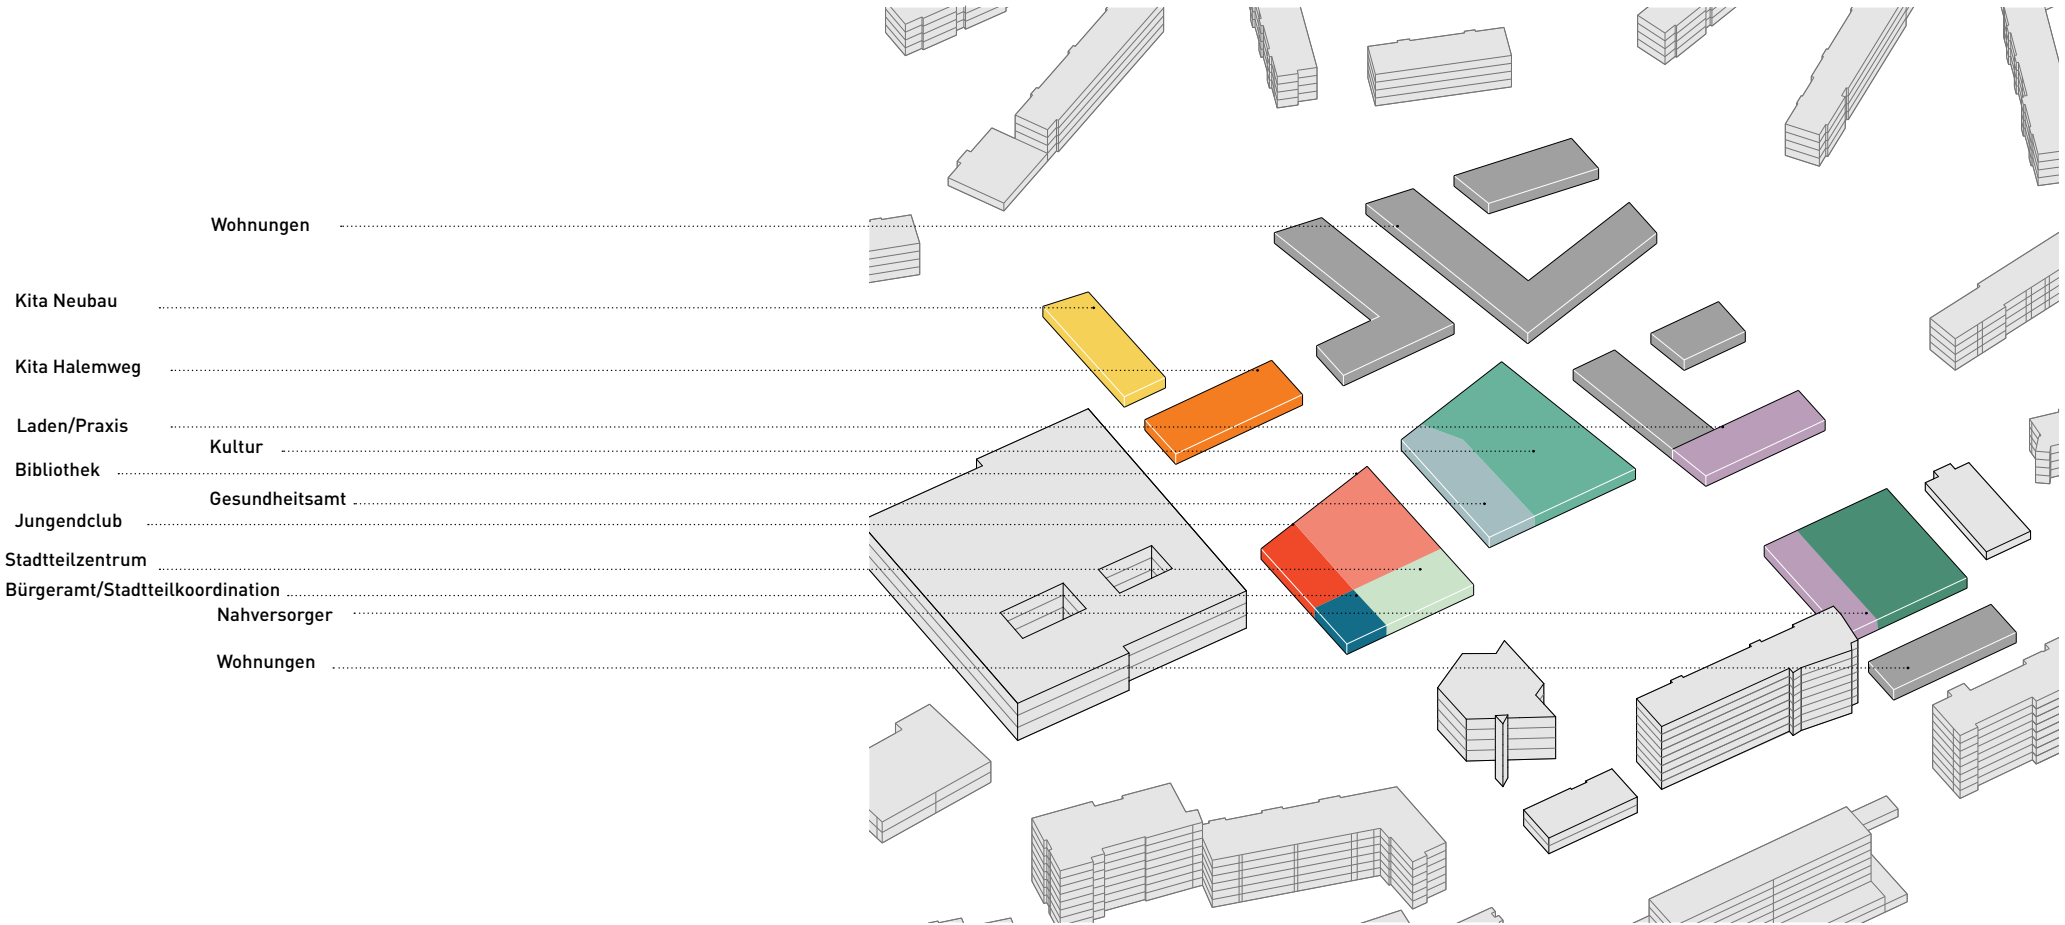 Wohnungen
Kita Neubau
Kita Halemweg
Laden/Praxis
Kultur
Bibliothek
Gesundheitsamt
Jungendclub
Stadtteilzentrum
Bürgeramt/Stadtteilkoordination
Nahversorger
Wohnungen